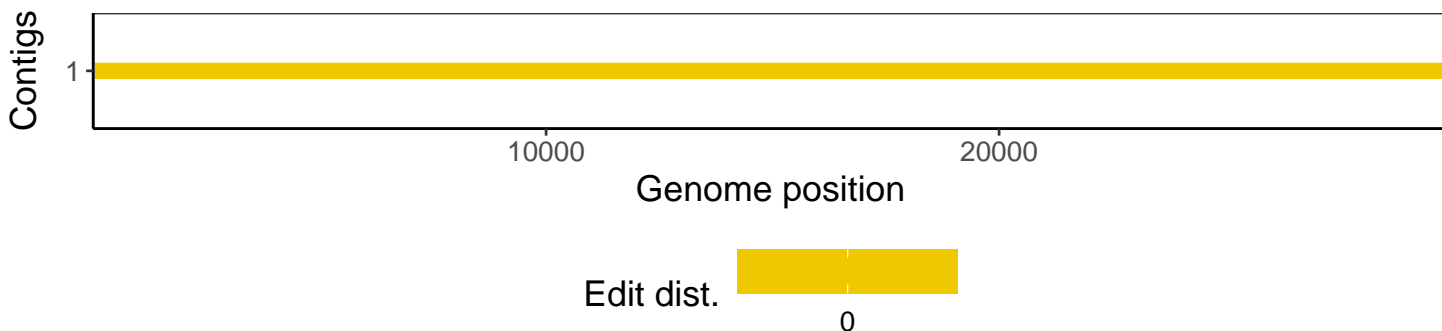 Contigs
1
10000 20000
Genome position
Edit dist.
0